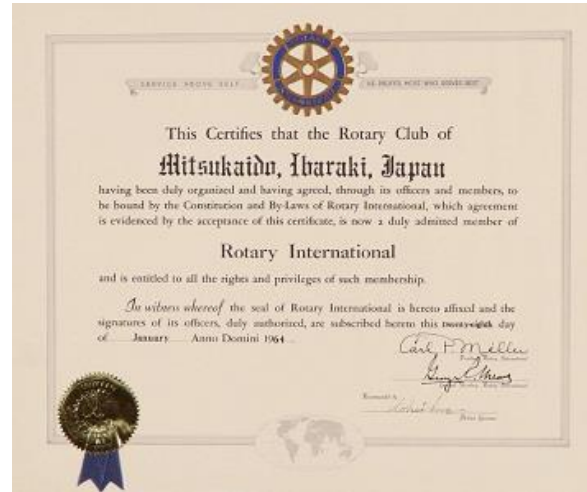 SERVICE ABOVE SELF
HE PROFITS MOST WHO SERVES BEST
ROTARY
INTERNATIONAL
This Certifies that the Rotary Club of
Mitsukaido, Ibaraki, Japan
having been duly organized and having agreed, through its officers and members, to
be bound by the Constitution and By-Laws of Rotary International, which agreement
is evidenced by the acceptance of this certificate, is now a duly admitted member of
Rotary International
and is entitled to all the rights and privileges of such membership.
In witness whereof the seal of Rotary International is hereto affixed and the
signatures of its officers, duly authorized, are subscribed hereto this twenty-eighth day
of January Anno Domini 1964
Carl P. Miller